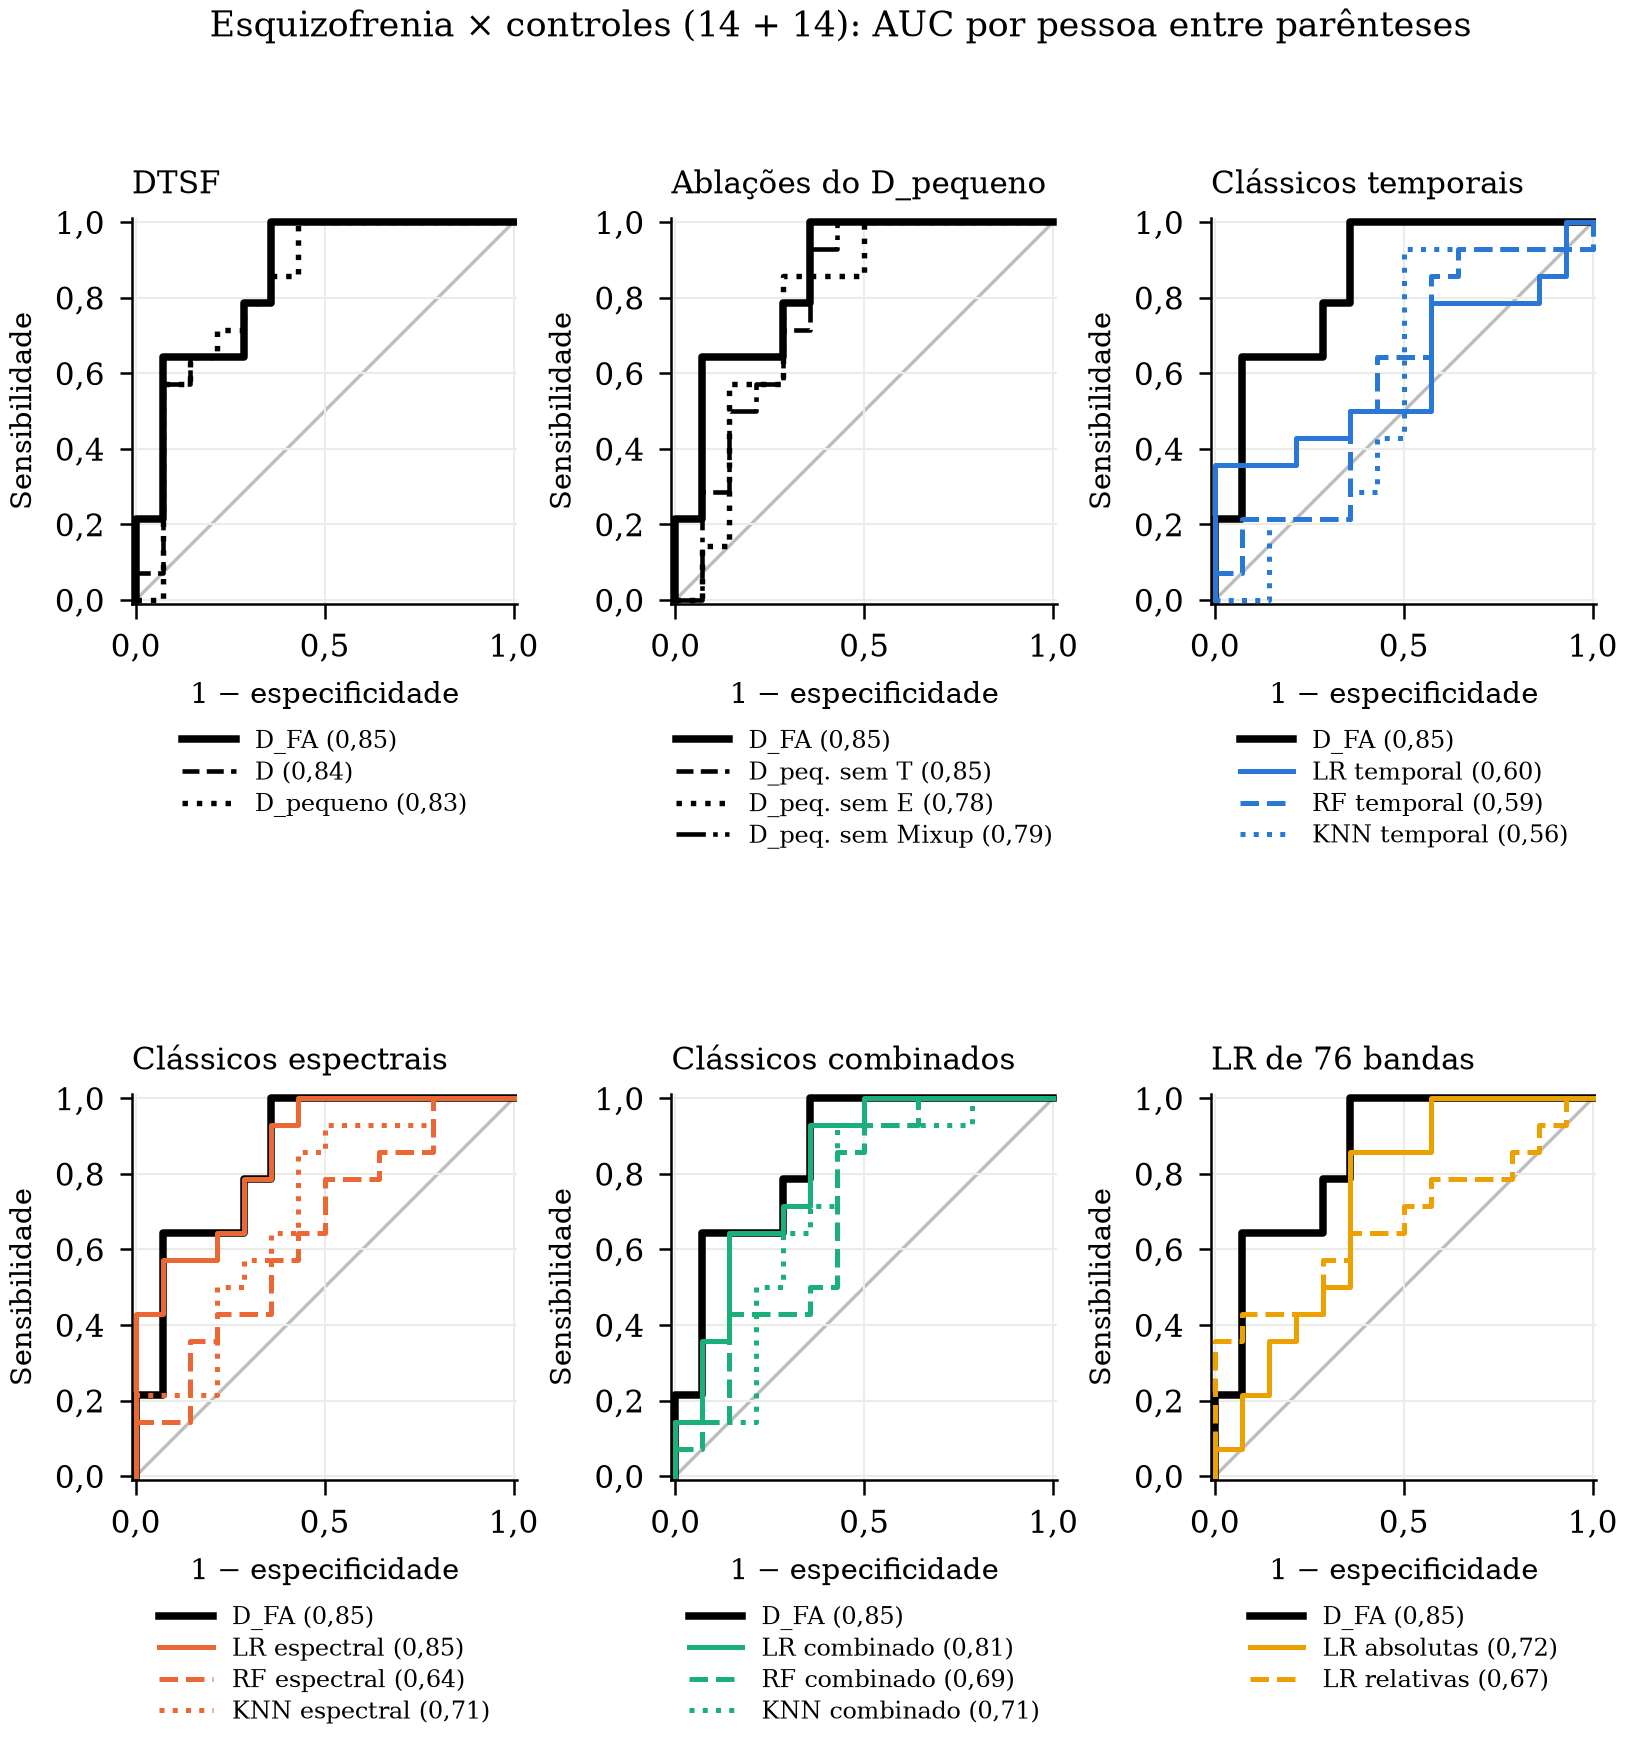 Esquizofrenia × controles (14 + 14): AUC por pessoa entre parênteses
DTSF
Sensibilidade
1,0
0,8
0,6
0,4
0,2
0,0
0,0 0,5 1,0
1 − especificidade
D_FA (0,85)
D (0,84)
D_pequeno (0,83)
Ablações do D_pequeno
Sensibilidade
1,0
0,8
0,6
0,4
0,2
0,0
0,0 0,5 1,0
1 − especificidade
D_FA (0,85)
D_peq. sem T (0,85)
D_peq. sem E (0,78)
D_peq. sem Mixup (0,79)
Clássicos temporais
Sensibilidade
1,0
0,8
0,6
0,4
0,2
0,0
0,0 0,5 1,0
1 − especificidade
D_FA (0,85)
LR temporal (0,60)
RF temporal (0,59)
KNN temporal (0,56)
Clássicos espectrais
Sensibilidade
1,0
0,8
0,6
0,4
0,2
0,0
0,0 0,5 1,0
1 − especificidade
D_FA (0,85)
LR espectral (0,85)
RF espectral (0,64)
KNN espectral (0,71)
Clássicos combinados
Sensibilidade
1,0
0,8
0,6
0,4
0,2
0,0
0,0 0,5 1,0
1 − especificidade
D_FA (0,85)
LR combinado (0,81)
RF combinado (0,69)
KNN combinado (0,71)
LR de 76 bandas
Sensibilidade
1,0
0,8
0,6
0,4
0,2
0,0
0,0 0,5 1,0
1 − especificidade
D_FA (0,85)
LR absolutas (0,72)
LR relativas (0,67)